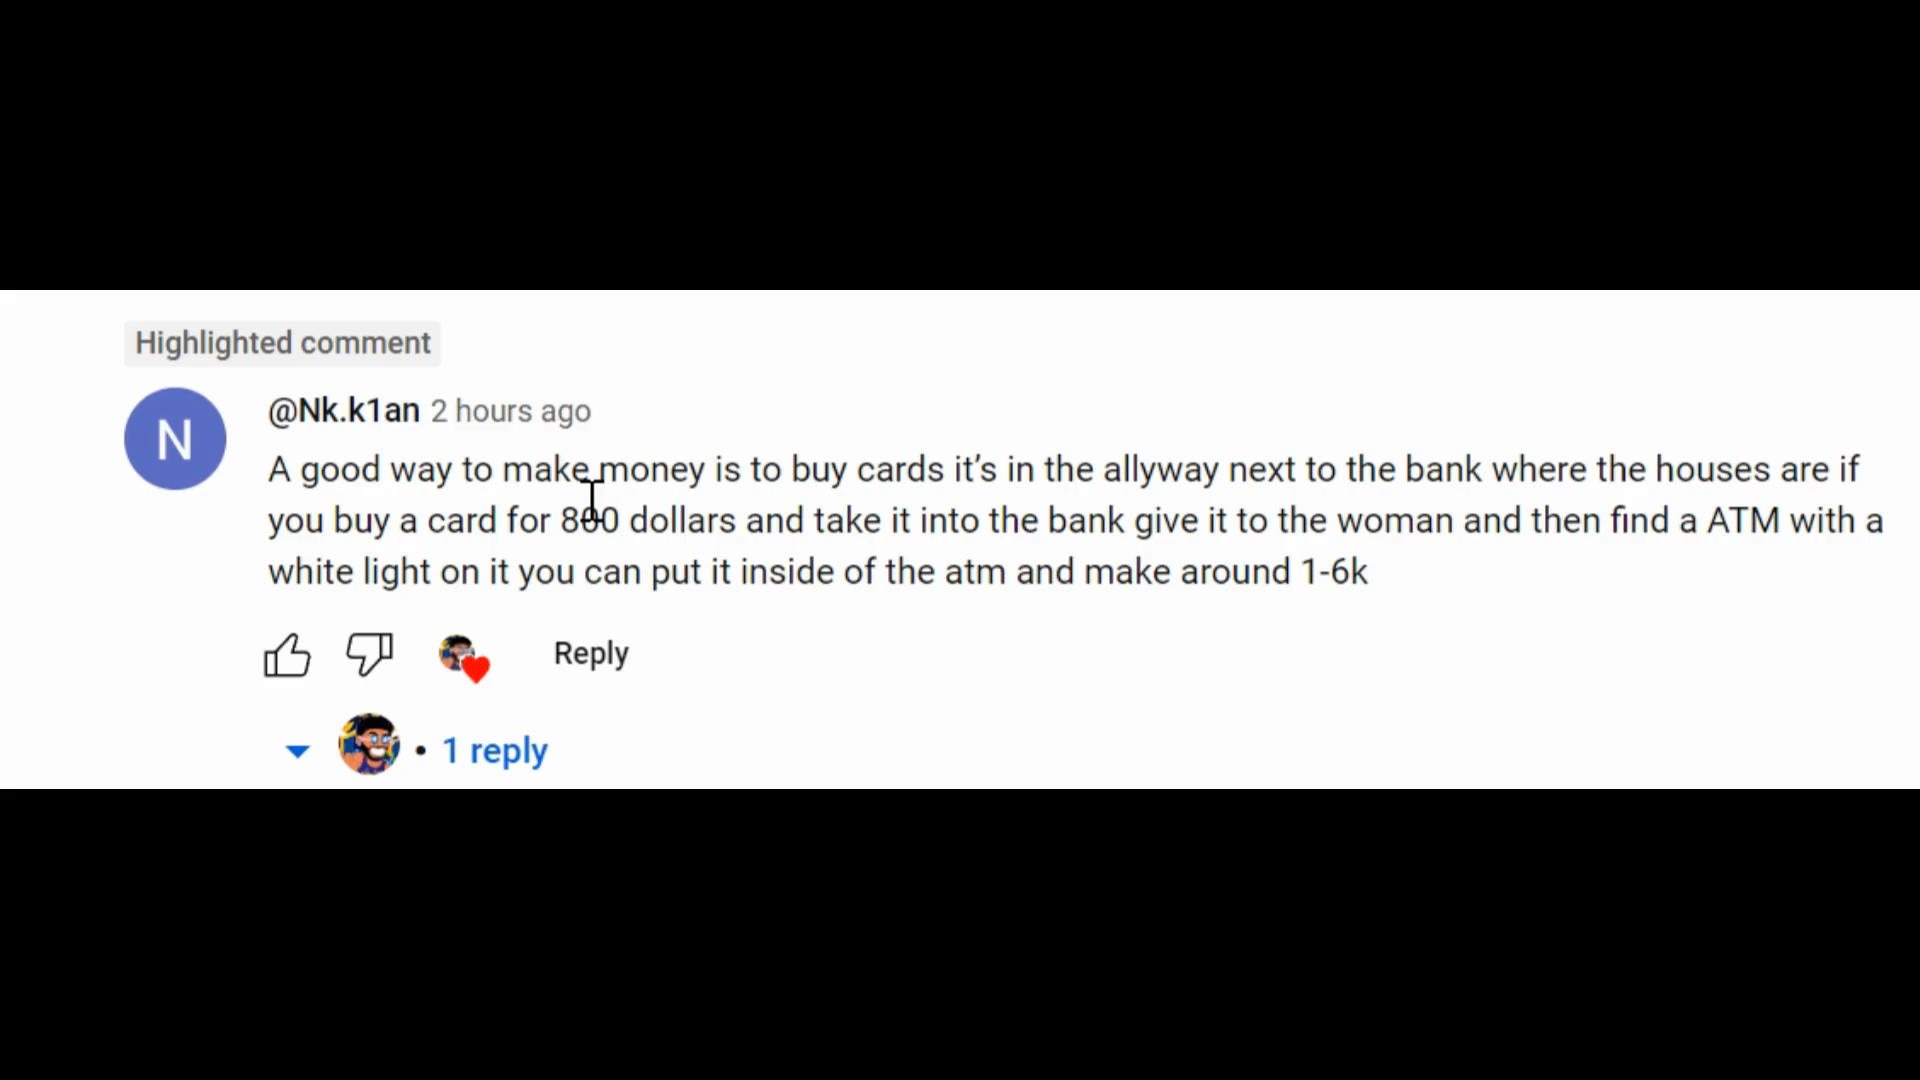 Highlighted comment
N
@Nk.k1an 2 hours ago
A good way to make money is to buy cards it’s in the allyway next to the bank where the houses are if
you buy a card for 800 dollars and take it into the bank give it to the woman and then find a ATM with a
white light on it you can put it inside of the atm and make around 1-6k
Reply
• 1 reply